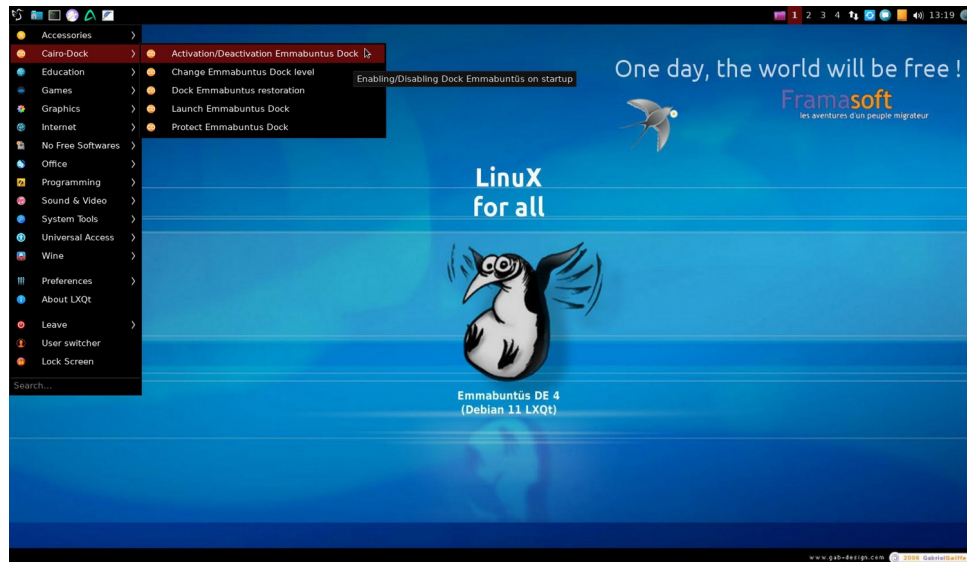 1 2 3 4 13:19
Accessories
Cairo-Dock
Education
Games
Graphics
Internet
No Free Softwares
Office
Programming
Sound & Video
System Tools
Universal Access
Wine
Preferences
About LXQt
Leave
User switcher
Lock Screen
Search...
Activation/Deactivation Emmabuntus Dock
Change Emmabuntus Dock level
Dock Emmabuntus restoration
Launch Emmabuntus Dock
Protect Emmabuntus Dock
Enabling/Disabling Dock Emmabuntüs on startup
One day, the world will be free !
Framasoft
les aventures d'un peuple migrateur
LinuX
for all
Emmabuntüs DE 4
(Debian 11 LXQt)
www.gab-design.com 2006